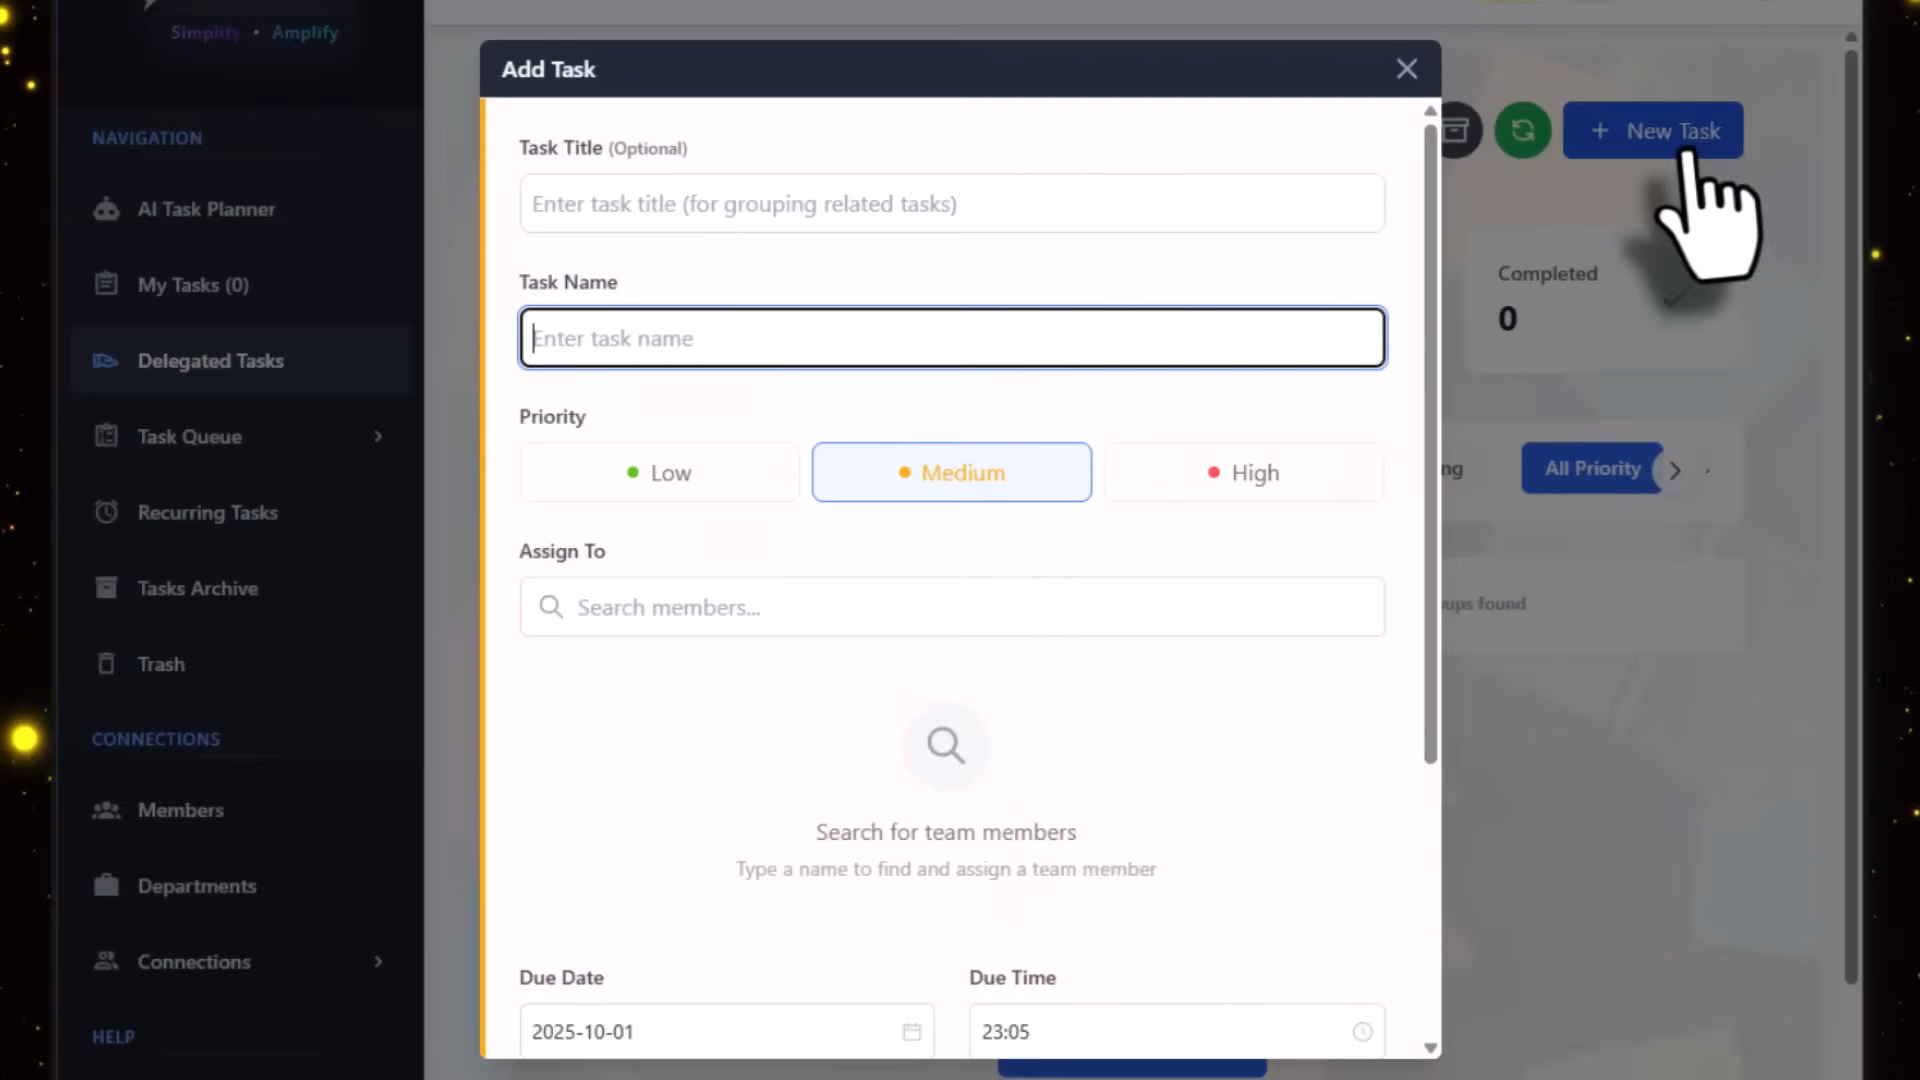 Simplify • Amplify
NAVIGATION
AI Task Planner
My Tasks (0)
Delegated Tasks
Task Queue
Recurring Tasks
Tasks Archive
Trash
CONNECTIONS
Members
Departments
Connections
HELP
Add Task
Task Title (Optional)
Enter task title (for grouping related tasks)
Task Name
Enter task name
Priority
Low
Medium
High
Assign To
Search members...
Search for team members
Type a name to find and assign a team member
Due Date
Due Time
2025-10-01
23:05
+ New Task
Completed
0
ng
All Priority
ups found